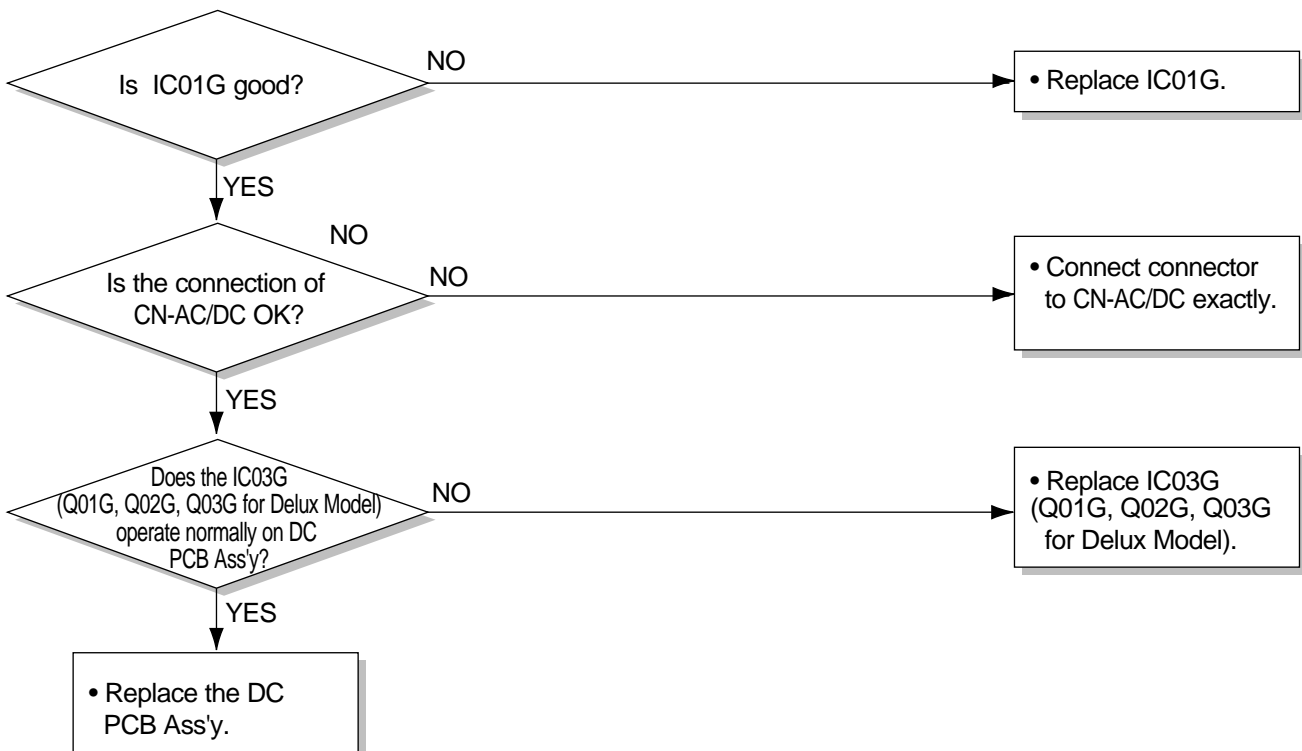 Is IC01G good?
NO
• Replace IC01G.
YES
NO
Is the connection of
CN-AC/DC OK?
NO
• Connect connector
to CN-AC/DC exactly.
YES
Does the IC03G
(Q01G, Q02G, Q03G for Delux Model)
operate normally on DC
PCB Ass'y?
NO
• Replace IC03G
(Q01G, Q02G, Q03G
for Delux Model).
YES
• Replace the DC
PCB Ass'y.